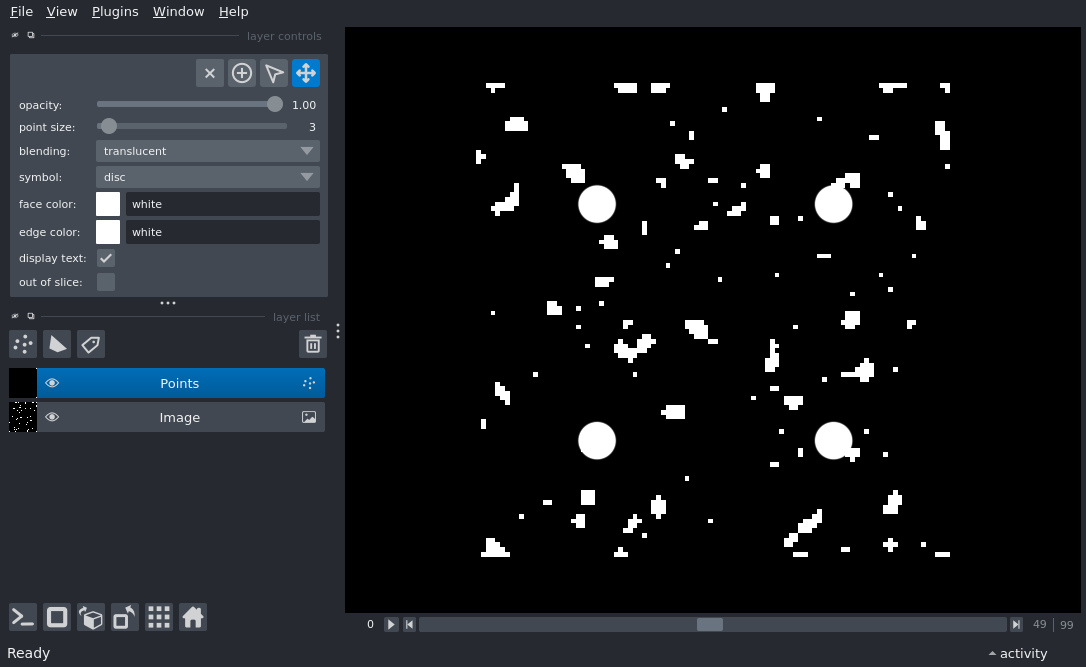 File View Plugins Window Help
layer controls
opacity: 1.00
point size: 3
blending: translucent
symbol: disc
face color: white
edge color: white
display text:
out of slice:
layer list
Points
Image
0 49 | 99
Ready activity